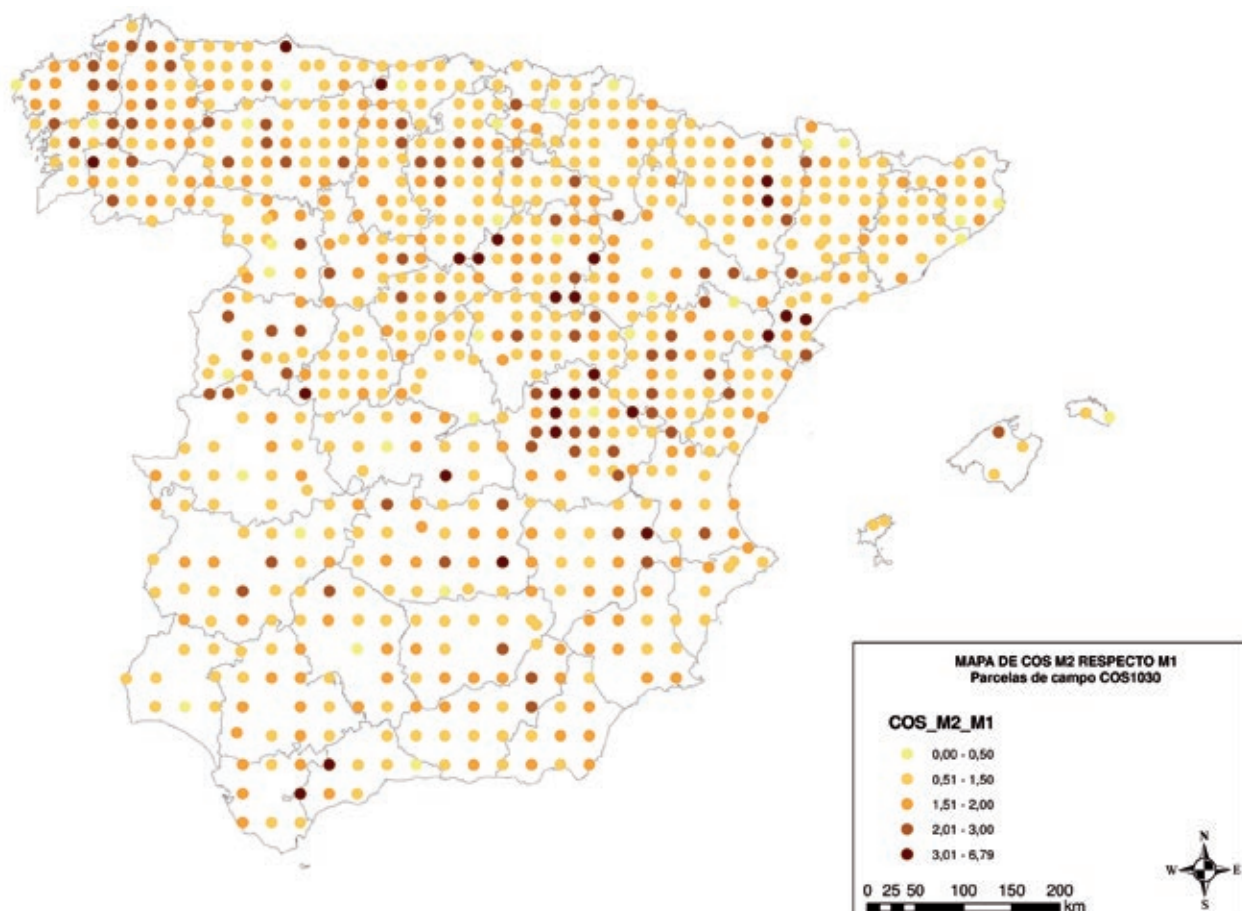 MAPA DE COS M2 RESPECTO M1
Parcelas de campo COS1030
COS_M2_M1
0,00 - 0,50
0,51 - 1,50
1,51 - 2,00
2,01 - 3,00
3,01 - 6,79
N
W E
S
0 25 50 100 150 200
km